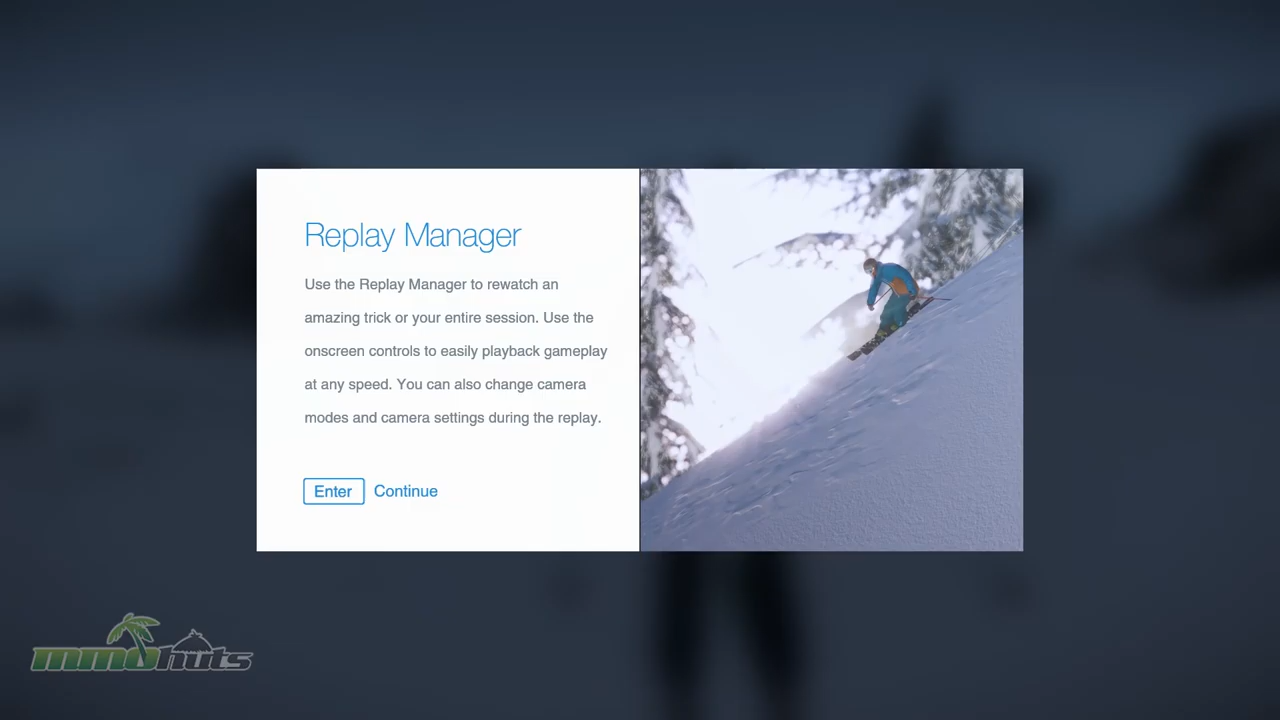 Replay Manager
Use the Replay Manager to rewatch an
amazing trick or your entire session. Use the
onscreen controls to easily playback gameplay
at any speed. You can also change camera
modes and camera settings during the replay.
Enter Continue
mmohuts